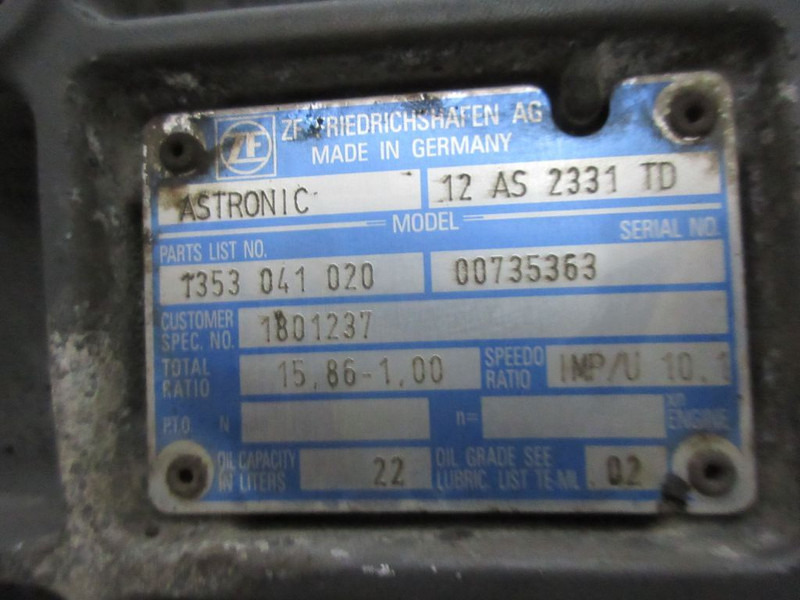 ZF FRIEDRICHSHAFEN AG
ZF MADE IN GERMANY
ASTRONIC 12 AS 2331 TD
MODEL
PARTS LIST NO. SERIAL NO.
1353 041 020 00735363
CUSTOMER SPEC. NO. 1801237
TOTAL RATIO 15,86-1,00 SPEEDO RATIO IMP/U 10.1
P.T.O. N n= ENGINE
OIL CAPACITY IN LITERS 22 OIL GRADE SEE LUBRIC. LIST TE-ML 02